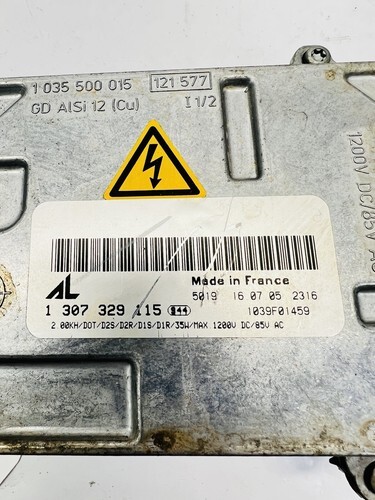 1 035 500 015 121 577
GD AlSi 12 (Cu) I 1/2
1200V DC/85V AC
AL
Made in France
5019 16 07 05 2316
1 307 329 115 S44
1039F01459
2.00KH/DOT/D2S/D2R/D1S/D1R/35W/MAX 1200V DC/85V AC